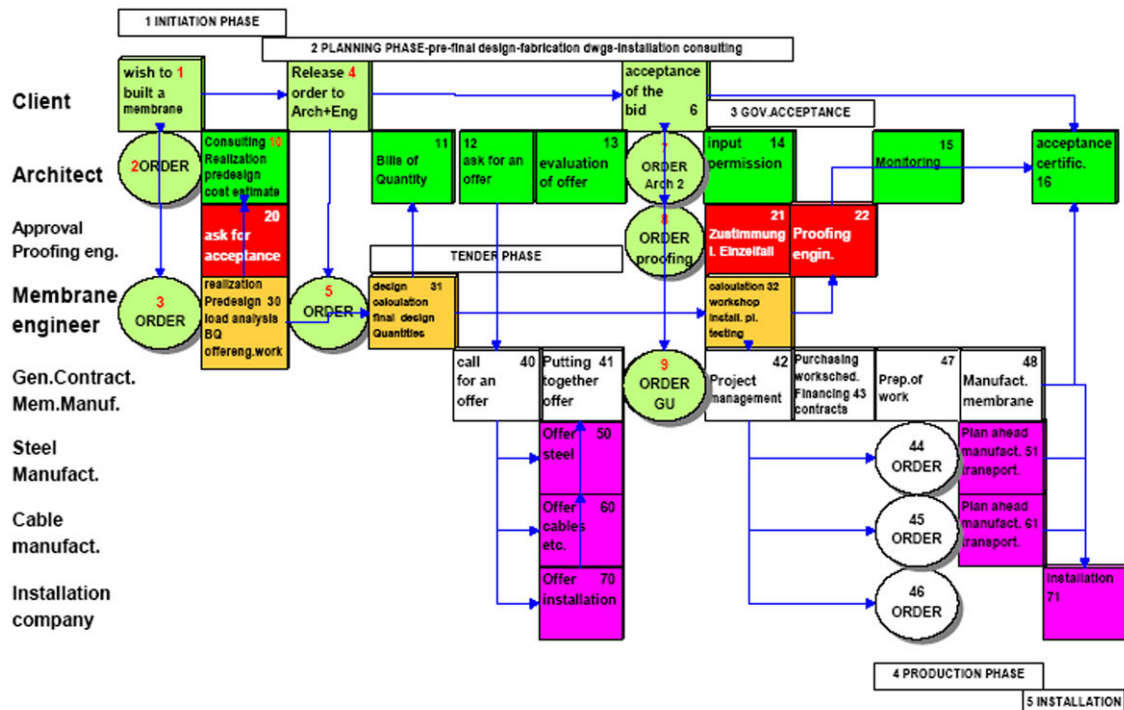 1 INITIATION PHASE
2 PLANNING PHASE-pre-final design-fabrication dwgs-installation consulting
Client
wish to 1
built a
membrane
Release 4
order to
Arch+Eng
acceptance
of the
bid 6
3 GOV.ACCEPTANCE
Architect
2ORDER
Consulting 10
Realization
predesign
cost estimate
11
Bills of
Quantity
12
ask for an
offer
13
evaluation
of offer
7
ORDER
Arch 2
input 14
permission
15
Monitoring
acceptance
certific.
16
Approval
Proofing eng.
20
ask for
acceptance
TENDER PHASE
8
ORDER
proofing
21
Zustimmung
i. Einzelfall
22
Proofing
engin.
Membrane
engineer
3
ORDER
realization
Predesign 30
load analysis
BQ
offereng.work
5
ORDER
design 31
calculation
final design
Quantities
calculation 32
workshop
install. pl.
testing
Gen.Contract.
Mem.Manuf.
call 40
for an
offer
Putting 41
together
offer
9
ORDER
GU
42
Project
management
Purchasing
worksched.
Financing 43
contracts
47
Prep.of
work
48
Manufact.
membrane
Steel
Manufact.
Offer 50
steel
44
ORDER
Plan ahead
manufact. 51
transport.
Cable
manufact.
Offer 60
cables
etc.
45
ORDER
Plan ahead
manufact. 61
transport.
Installation
company
Offer 70
installation
46
ORDER
Installation
71
4 PRODUCTION PHASE
5 INSTALLATION